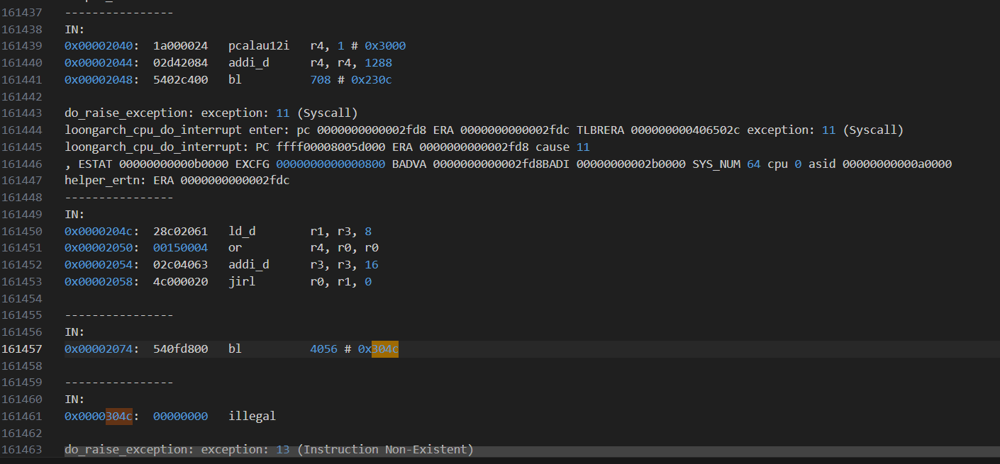 161437 ----------------
161438 IN:
161439 0x00002040: 1a000024 pcalau12i r4, 1 # 0x3000
161440 0x00002044: 02d42084 addi_d r4, r4, 1288
161441 0x00002048: 5402c400 bl 708 # 0x230c
161442
161443 do_raise_exception: exception: 11 (Syscall)
161444 loongarch_cpu_do_interrupt enter: pc 0000000000002fd8 ERA 0000000000002fdc TLBRERA 000000000406502c exception: 11 (Syscall)
161445 loongarch_cpu_do_interrupt: PC ffff00008005d000 ERA 0000000000002fd8 cause 11
161446 , ESTAT 00000000000b0000 EXCFG 0000000000000800 BADVA 0000000000002fd8BADI 00000000002b0000 SYS_NUM 64 cpu 0 asid 00000000000a0000
161447 helper_ertn: ERA 0000000000002fdc
161448 ----------------
161449 IN:
161450 0x0000204c: 28c02061 ld_d r1, r3, 8
161451 0x00002050: 00150004 or r4, r0, r0
161452 0x00002054: 02c04063 addi_d r3, r3, 16
161453 0x00002058: 4c000020 jirl r0, r1, 0
161454
161455 ----------------
161456 IN:
161457 0x00002074: 540fd800 bl 4056 # 0x304c
161458
161459 ----------------
161460 IN:
161461 0x0000304c: 00000000 illegal
161462
161463 do_raise_exception: exception: 13 (Instruction Non-Existent)